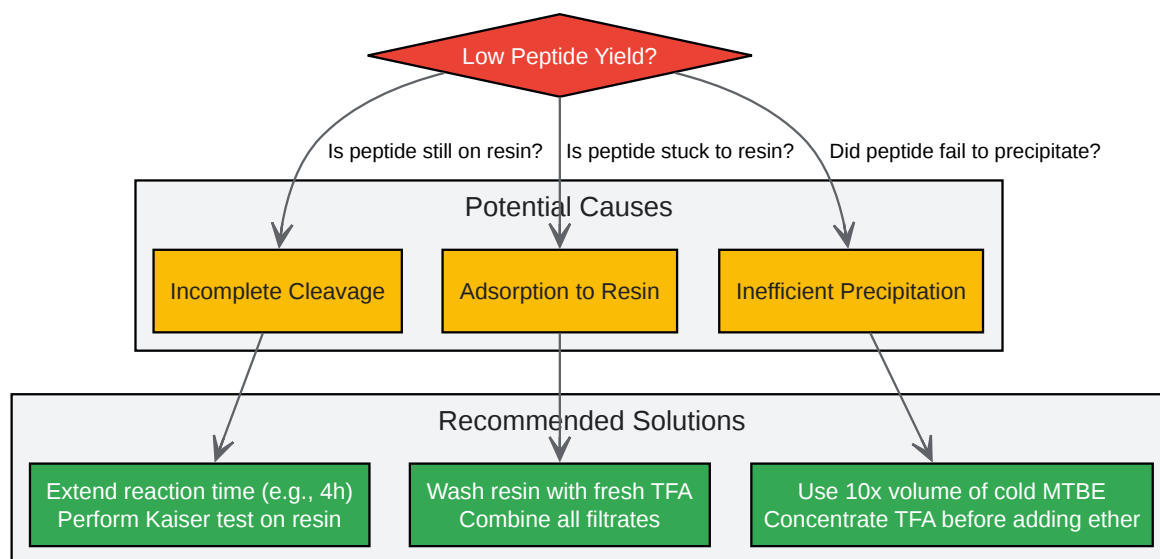 Low Peptide Yield?
Is peptide still on resin?
Is peptide stuck to resin?
Did peptide fail to precipitate?
Potential Causes
Incomplete Cleavage
Adsorption to Resin
Inefficient Precipitation
Recommended Solutions
Extend reaction time (e.g., 4h)
Perform Kaiser test on resin
Wash resin with fresh TFA
Combine all filtrates
Use 10x volume of cold MTBE
Concentrate TFA before adding ether